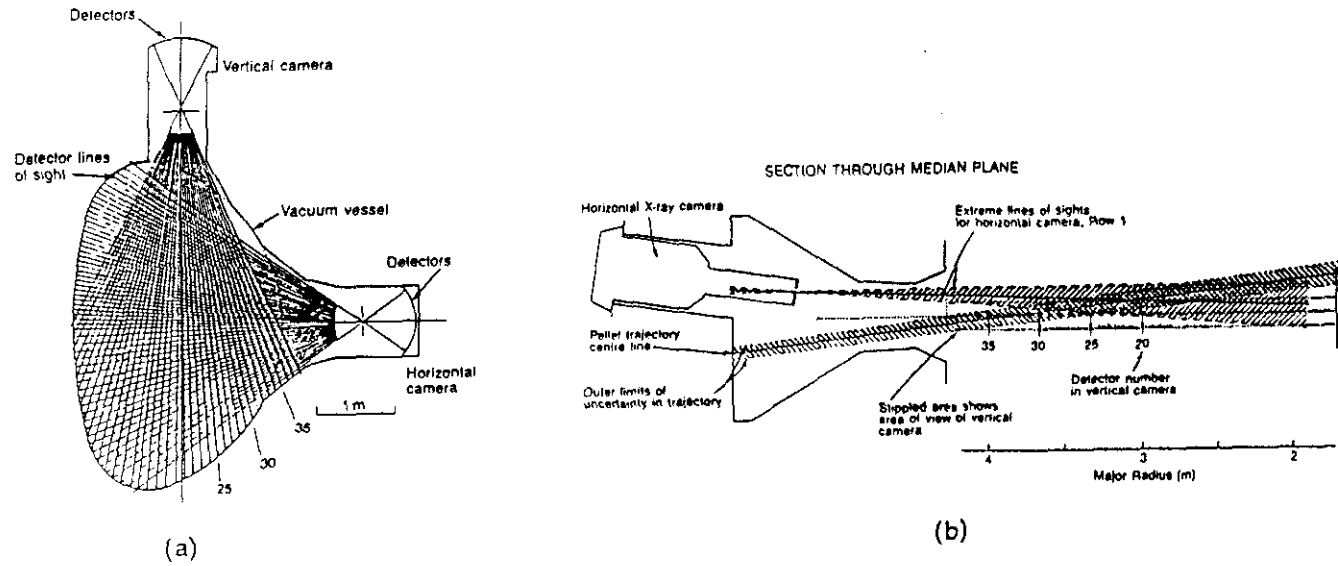 Detectors
Vertical camera
Detector lines
of sight
Vacuum vessel
Detectors
Horizontal
camera
1 m
35
30
25
(a)
SECTION THROUGH MEDIAN PLANE
Horizontal X-ray camera
Extreme lines of sights
for horizontal camera, Row 1
Pellet trajectory
centre line
Outer limits of
uncertainty in trajectory
35
30
25
20
Detector number
in vertical camera
Stippled area shows
area of view of vertical
camera
4
3
2
Major Radius (m)
(b)